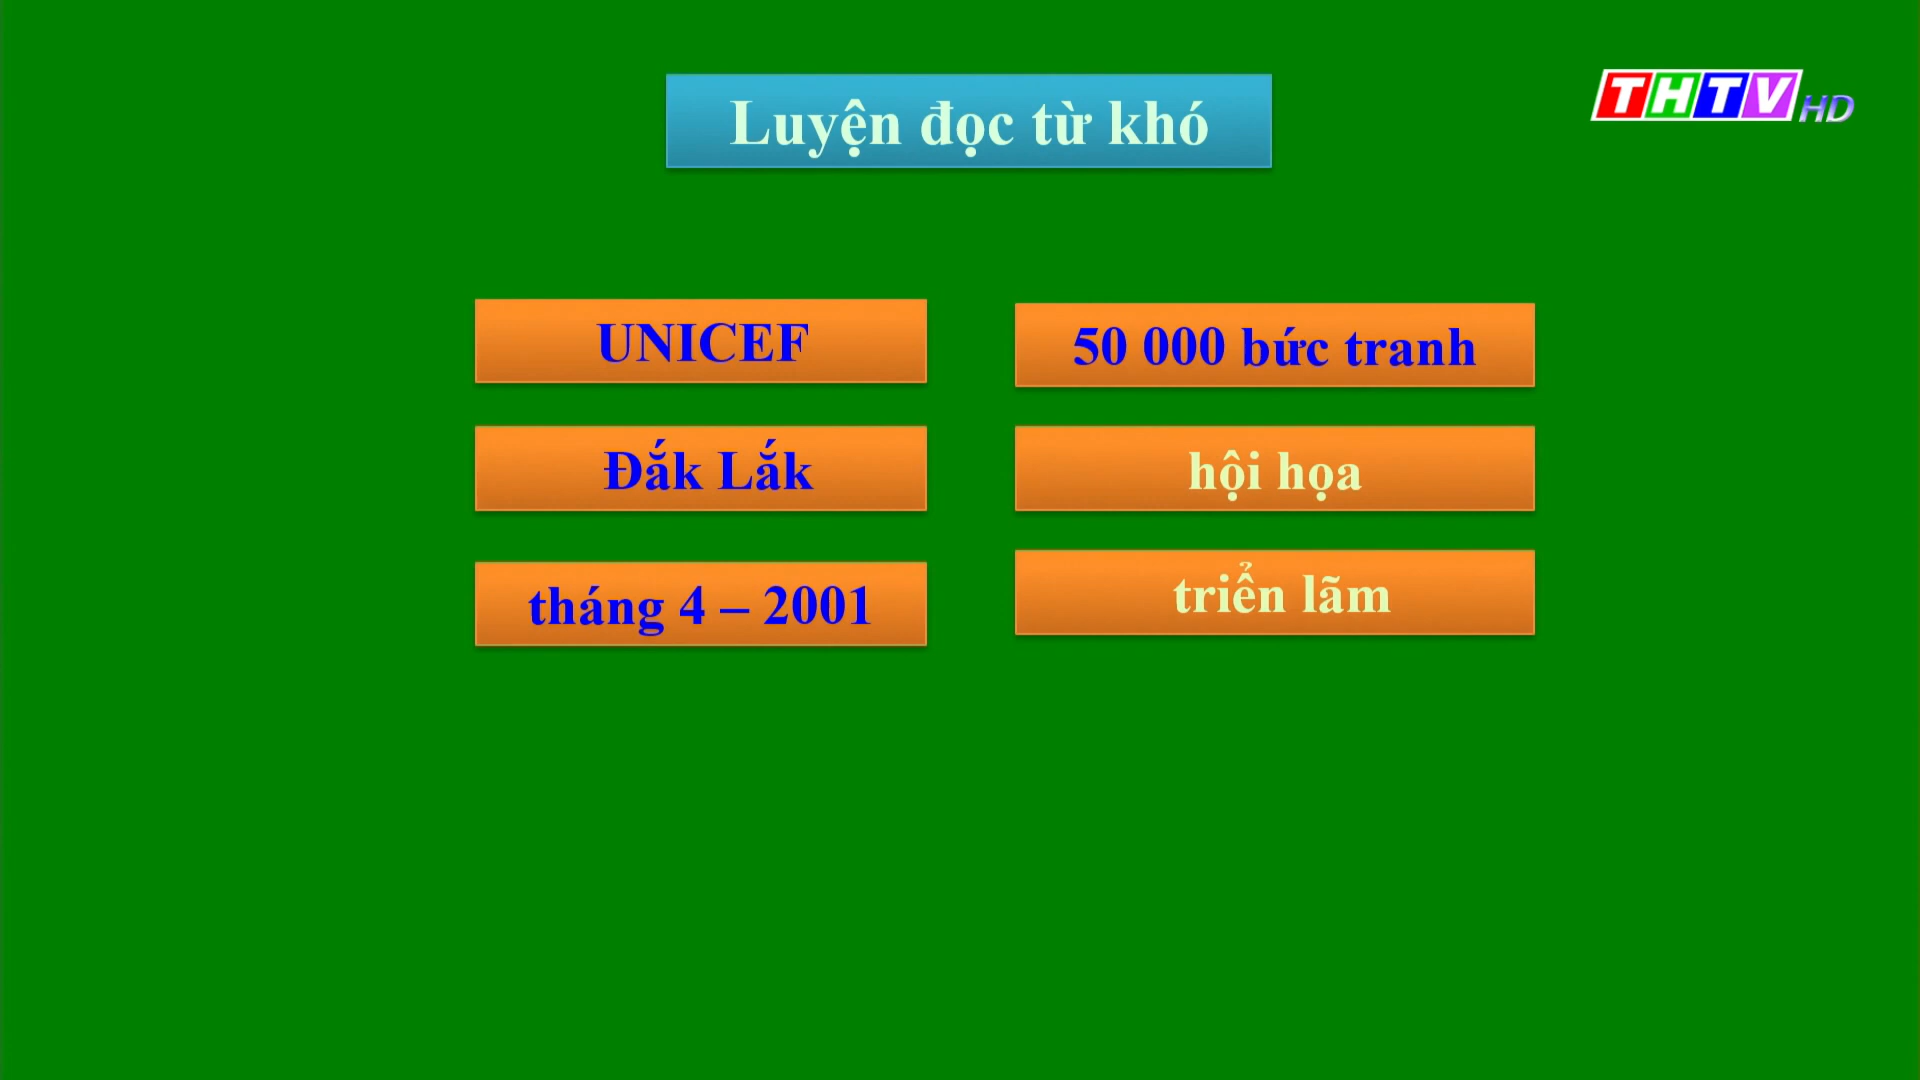 Luyện đọc từ khó
THTV HD
UNICEF
50 000 bức tranh
Đắk Lắk
hội họa
tháng 4 – 2001
triển lãm